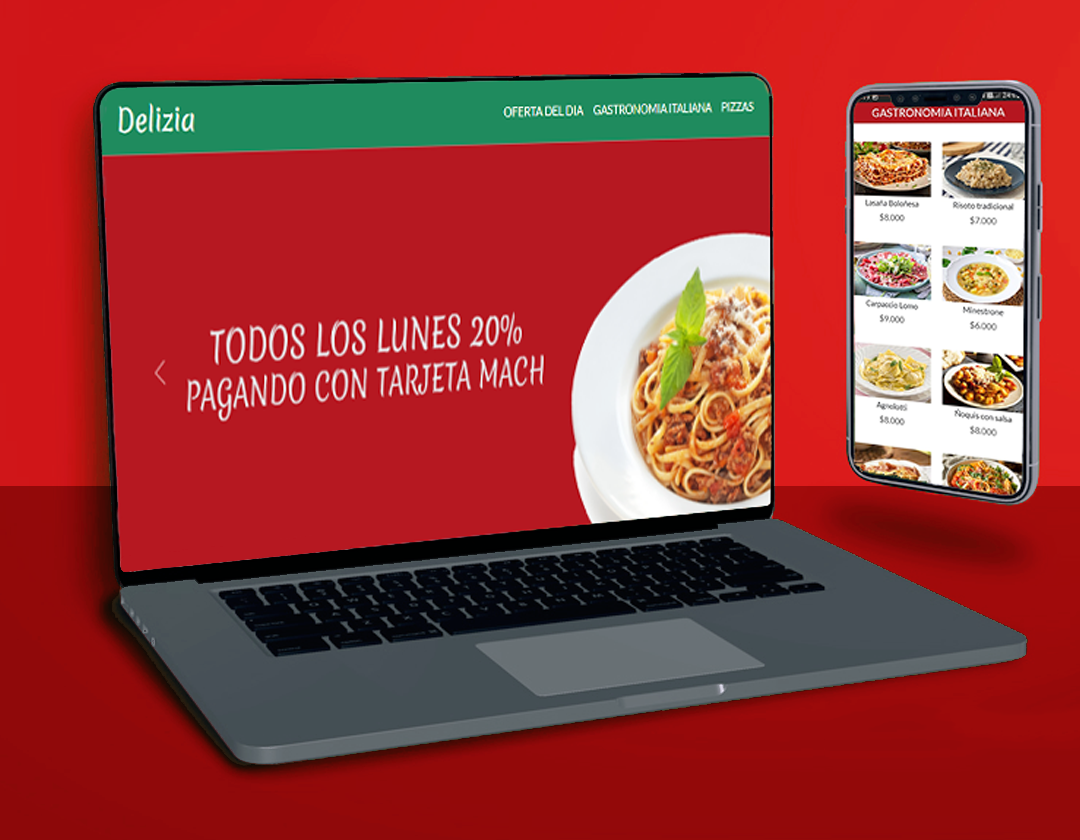 Delizia
OFERTA DEL DIA GASTRONOMIA ITALIANA PIZZAS
TODOS LOS LUNES 20%
PAGANDO CON TARJETA MACH
GASTRONOMIA ITALIANA
Lasaña Boloñesa
$8.000
Risoto tradicional
$7.000
Carpaccio Lomo
$9.000
Minestrone
$6.000
Agnolotti
$8.000
Ñoquis con salsa
$8.000